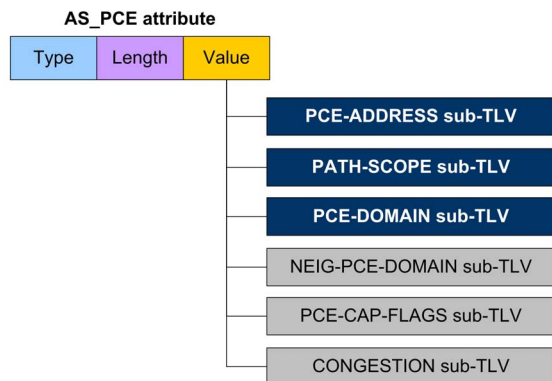 AS_PCE attribute
Type Length Value
PCE-ADDRESS sub-TLV
PATH-SCOPE sub-TLV
PCE-DOMAIN sub-TLV
NEIG-PCE-DOMAIN sub-TLV
PCE-CAP-FLAGS sub-TLV
CONGESTION sub-TLV